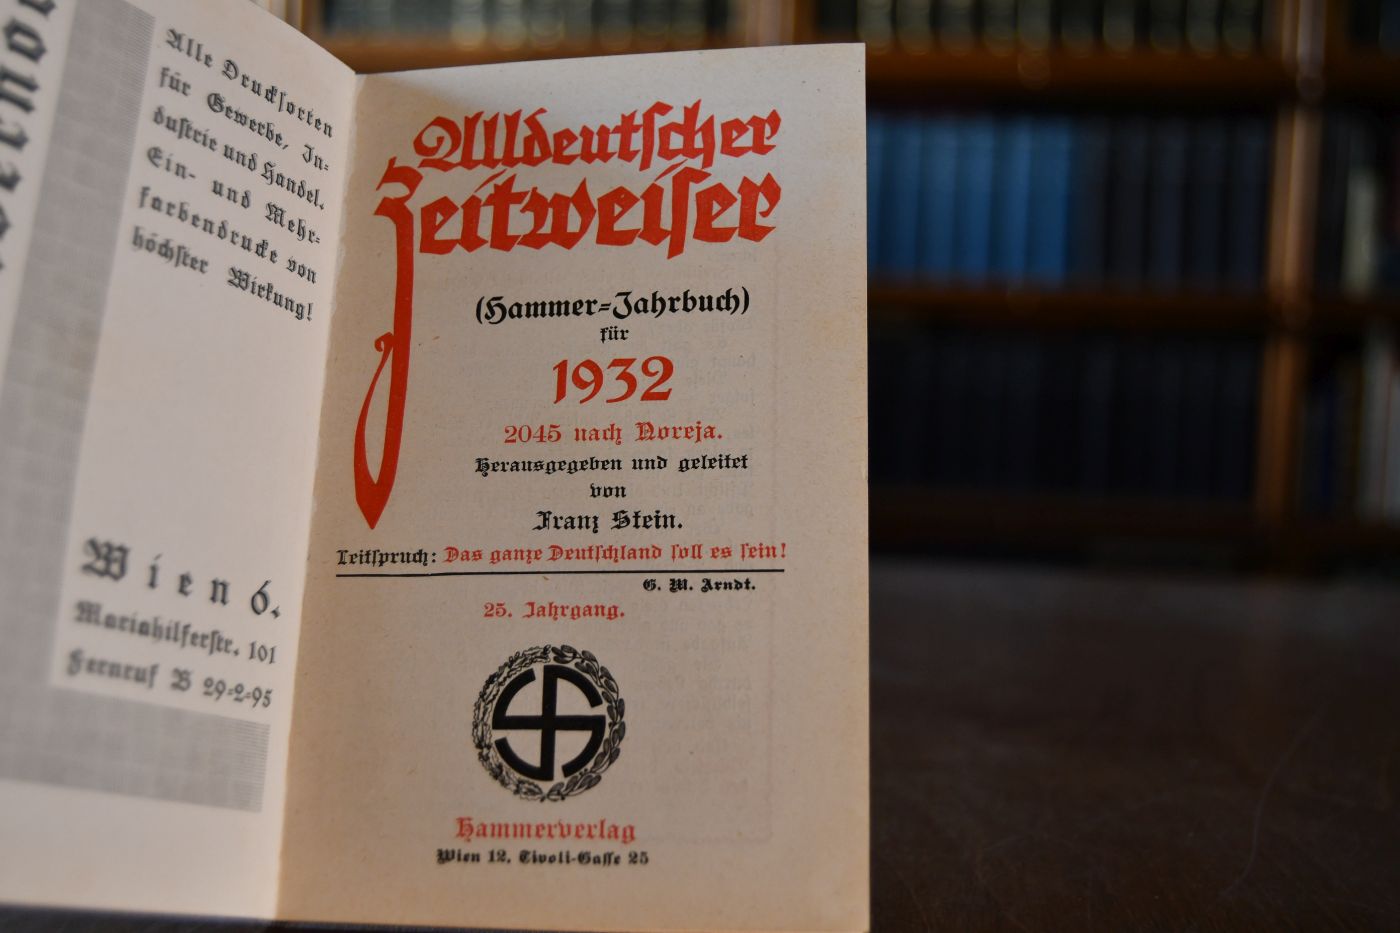 Alle Drucksorten
für Gewerbe, In-
dustrie und Handel.
Ein- und Mehr-
farbendrucke von
höchster Wirkung!
Wien 6.
Mariahilferstr. 101
Fernruf B 29-2-95
Alldeutscher
Zeitweiser
(Hammer-Jahrbuch)
für
1932
2045 nach Noreja.
Herausgegeben und geleitet
von
Franz Stein.
Leitspruch: Das ganze Deutschland soll es sein!
G. M. Arndt.
25. Jahrgang.
Hammerverlag
Wien 12, Tivoli-Gasse 25